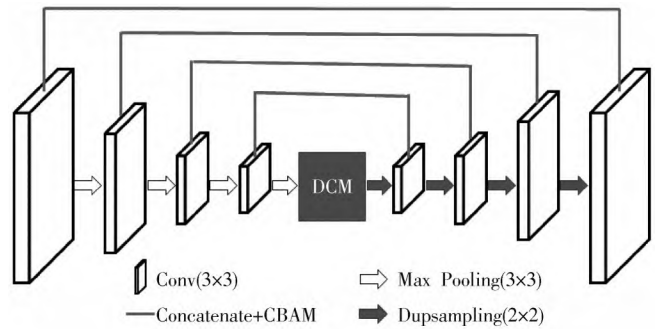 DCM
Conv(3×3)
Max Pooling(3×3)
Concatenate+CBAM
Dupsampling(2×2)